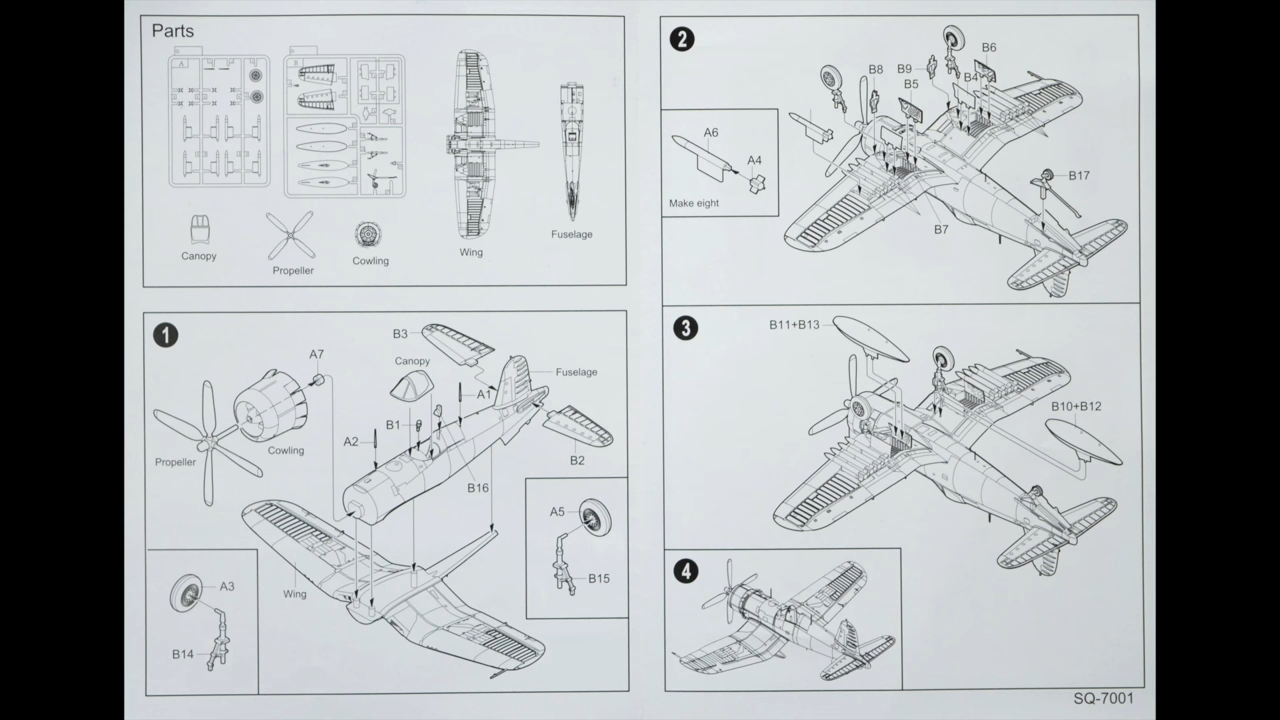 Parts
A
B
Canopy
Propeller
Cowling
Wing
Fuselage
1
A7
B3
Canopy
Fuselage
A1
B1
A2
Propeller
Cowling
B2
B16
A5
B15
Wing
A3
B14
2
B6
B9
B8
B4
B5
A6
A4
Make eight
B17
B7
3
B11+B13
B10+B12
4
SQ-7001